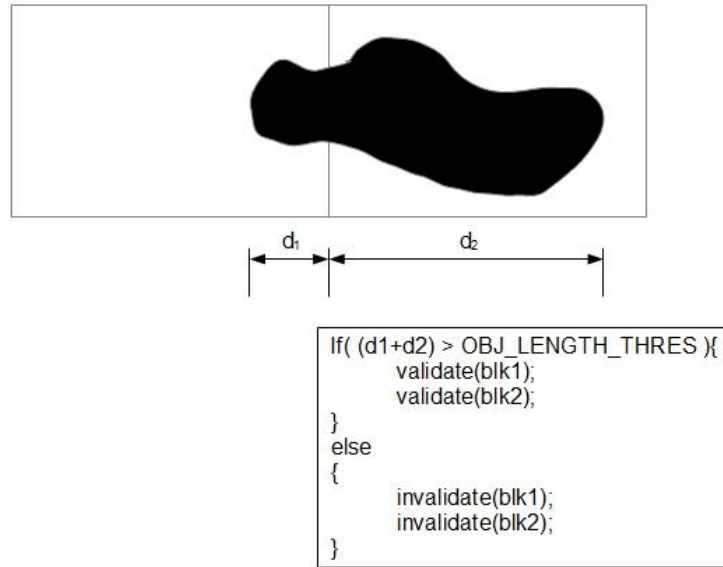 d₁ d₂
If( (d1+d2) > OBJ_LENGTH_THRES ){
validate(blk1);
validate(blk2);
}
else
{
invalidate(blk1);
invalidate(blk2);
}